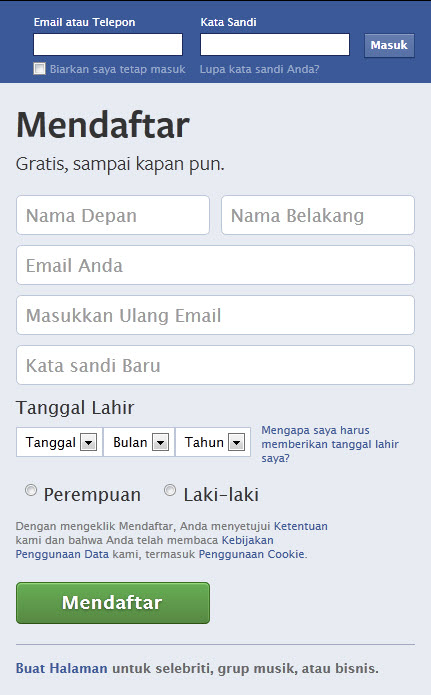 Email atau Telepon
Kata Sandi
Masuk
Biarkan saya tetap masuk
Lupa kata sandi Anda?
Mendaftar
Gratis, sampai kapan pun.
Nama Depan
Nama Belakang
Email Anda
Masukkan Ulang Email
Kata sandi Baru
Tanggal Lahir
Tanggal
Bulan
Tahun
Mengapa saya harus
memberikan tanggal lahir
saya?
Perempuan
Laki-laki
Dengan mengeklik Mendaftar, Anda menyetujui Ketentuan
kami dan bahwa Anda telah membaca Kebijakan
Penggunaan Data kami, termasuk Penggunaan Cookie.
Mendaftar
Buat Halaman untuk selebriti, grup musik, atau bisnis.